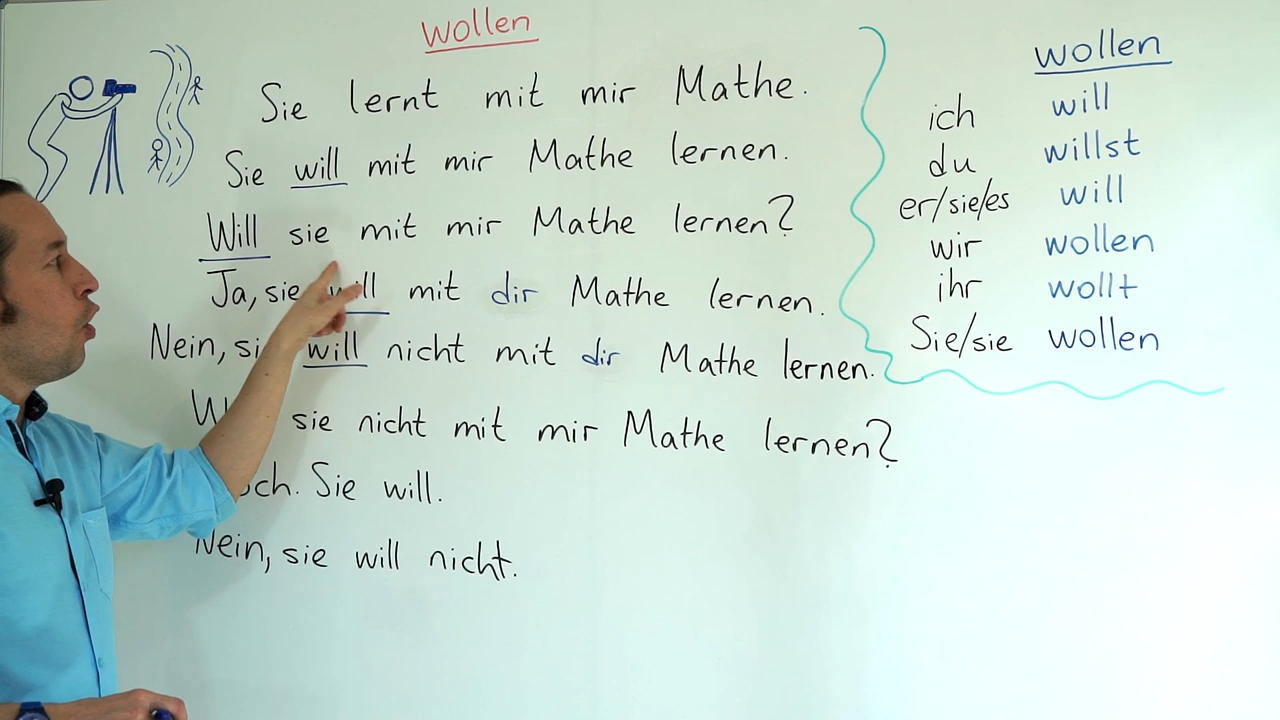 wollen
Sie lernt mit mir Mathe.
Sie will mit mir Mathe lernen.
Will sie mit mir Mathe lernen?
Ja, sie will mit dir Mathe lernen.
Nein, si will nicht mit dir Mathe lernen.
sie nicht mit mir Mathe lernen?
och. Sie will.
Nein, sie will nicht.
wollen
ich will
du willst
er/sie/es will
wir wollen
ihr wollt
Sie/sie wollen